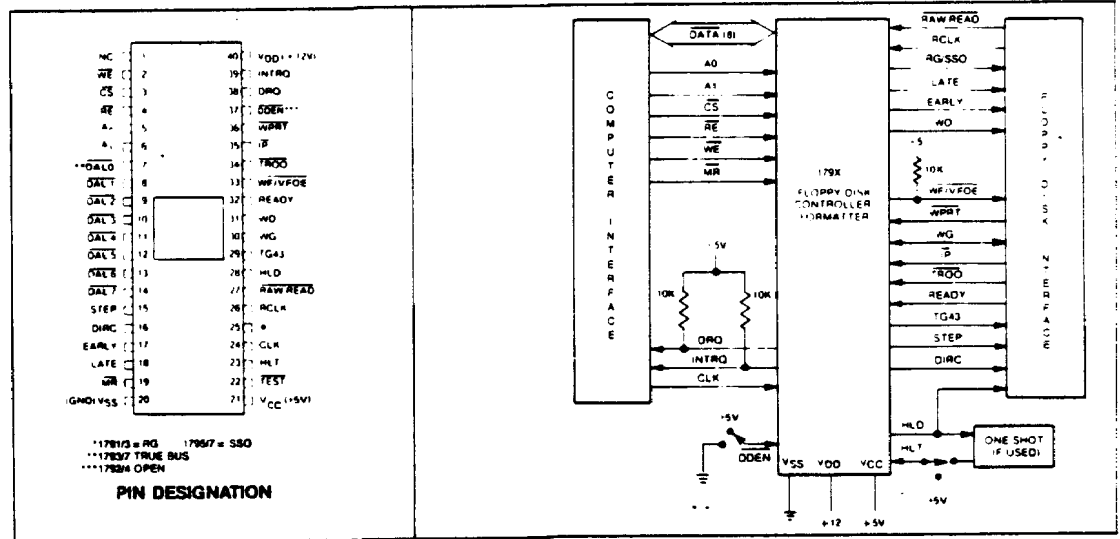 NC 1 40 VDD (+12V)
WE 2 39 INTRQ
CS 3 38 DRQ
RE 4 37 DDEN***
5 36 WPRT
6 35 IP
**DAL0 7 34 TROO
DAL1 8 33 WF/VFOE
DAL2 9 32 READY
DAL3 10 31 WD
DAL4 11 30 WG
DAL5 12 29 TG43
DAL6 13 28 HLD
DAL7 14 27 RAW READ
STEP 15 26 RCLK
DIRC 16 25 *
EARLY 17 24 CLK
LATE 18 23 HLT
MR 19 22 TEST
(GND) VSS 20 21 VCC (+5V)
*1791/3 = RG 1795/7 = SSO
**1793/7 TRUE BUS
***1792/4 OPEN
PIN DESIGNATION
COMPUTER INTERFACE
DATA (8)
A0
A1
CS
RE
WE
MR
+5V
10K
10K
DRQ
INTRQ
CLK
+5V
DDEN
179X
FLOPPY DISK
CONTROLLER
FORMATTER
VSS VDD VCC
+12 +5V
RAW READ
RCLK
RG/SSO
LATE
EARLY
WD
+5
10K
WF/VFOE
WPRT
WG
IP
TROO
READY
TG43
STEP
DIRC
FLOPPY DISK INTERFACE
HLD
HLT
ONE SHOT
(IF USED)
+5V